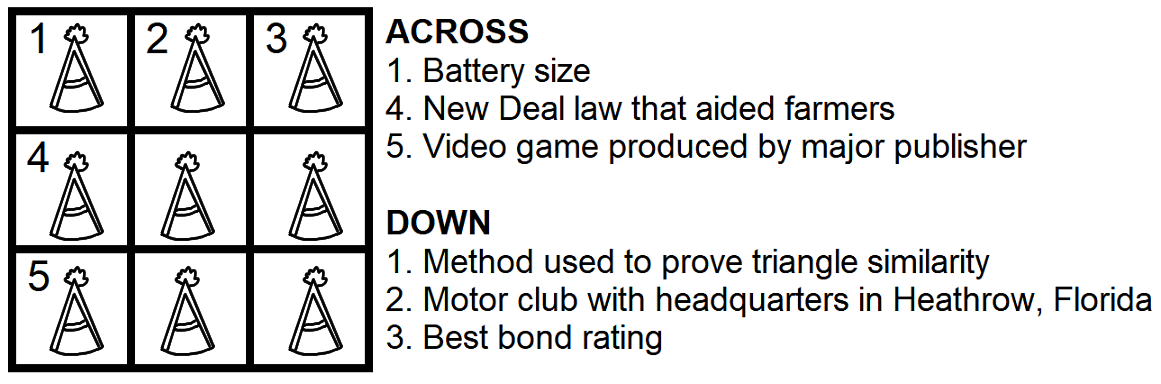 1 2 3
4
5
ACROSS
1. Battery size
4. New Deal law that aided farmers
5. Video game produced by major publisher
DOWN
1. Method used to prove triangle similarity
2. Motor club with headquarters in Heathrow, Florida
3. Best bond rating